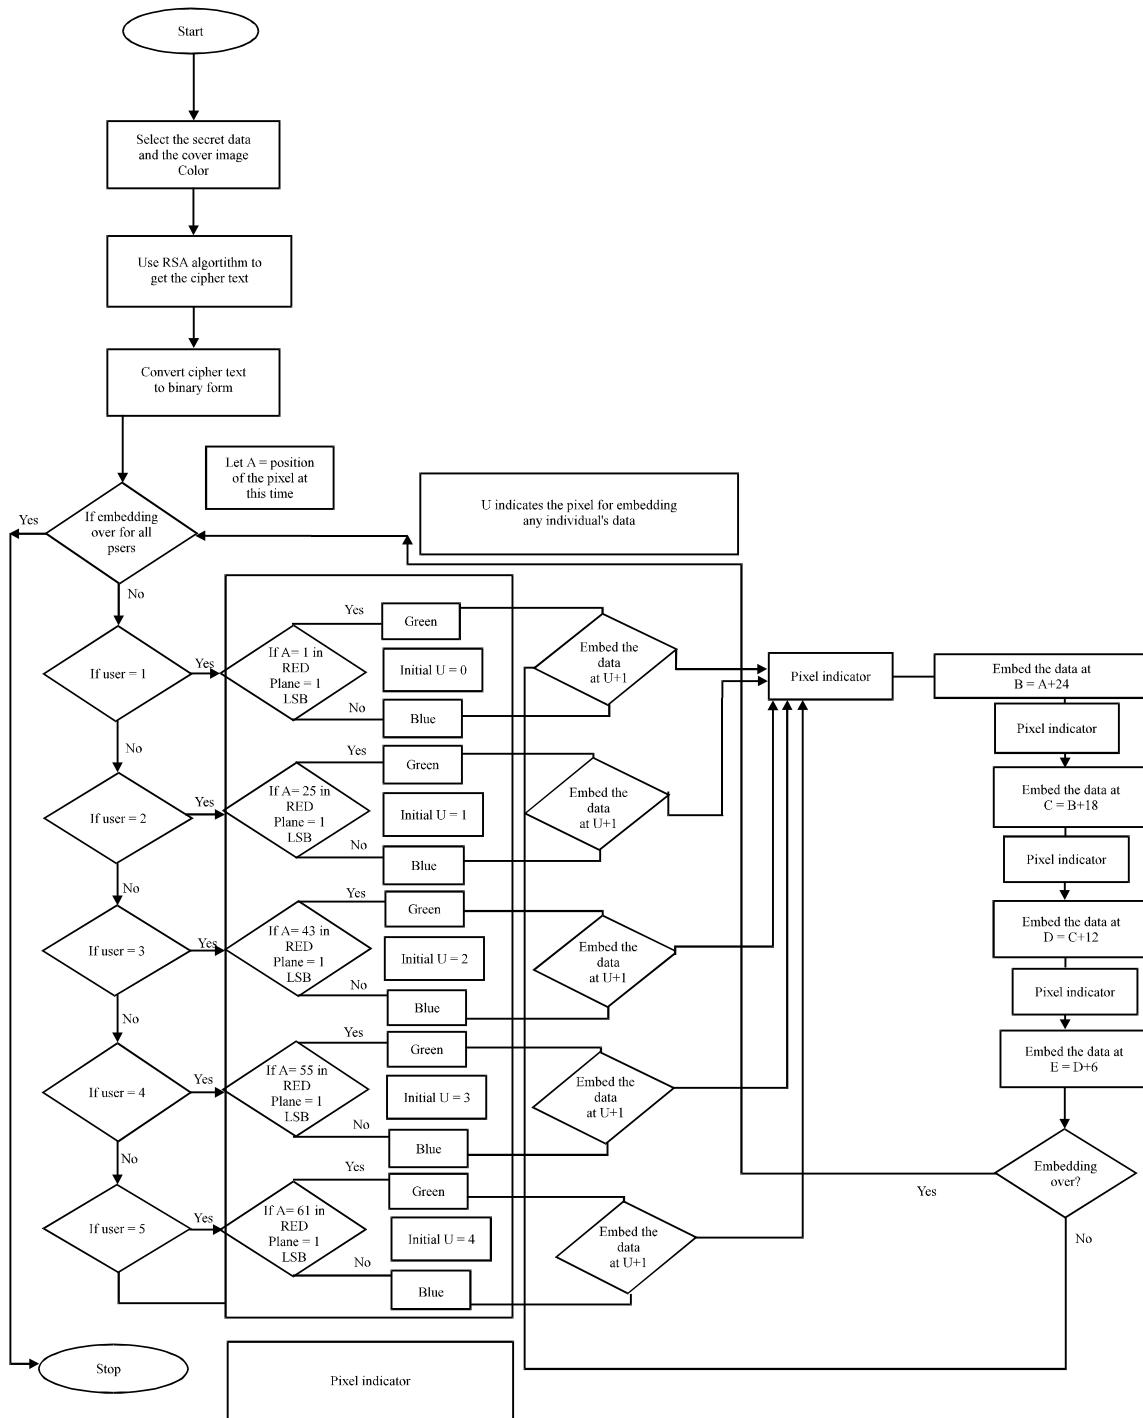 Start
Select the secret data
and the cover image
Color
Use RSA algortithm to
get the cipher text
Convert cipher text
to binary form
Let A = position
of the pixel at
this time
U indicates the pixel for embedding
any individual's data
Yes
If embedding
over for all
psers
No
If user = 1
Yes
If A= 1 in
RED
Plane = 1
LSB
Yes
Green
Initial U = 0
No
Blue
Embed the
data
at U+1
Pixel indicator
Embed the data at
B = A+24
Pixel indicator
No
If user = 2
Yes
If A= 25 in
RED
Plane = 1
LSB
Yes
Green
Initial U = 1
No
Blue
Embed the
data
at U+1
Embed the data at
C = B+18
Pixel indicator
No
If user = 3
Yes
If A= 43 in
RED
Plane = 1
LSB
Yes
Green
Initial U = 2
No
Blue
Embed the
data
at U+1
Embed the data at
D = C+12
Pixel indicator
No
If user = 4
Yes
If A= 55 in
RED
Plane = 1
LSB
Yes
Green
Initial U = 3
No
Blue
Embed the
data
at U+1
Embed the data at
E = D+6
No
If user = 5
Yes
If A= 61 in
RED
Plane = 1
LSB
Yes
Green
Initial U = 4
No
Blue
Embed the
data
at U+1
Embedding
over?
Yes
No
Stop
Pixel indicator